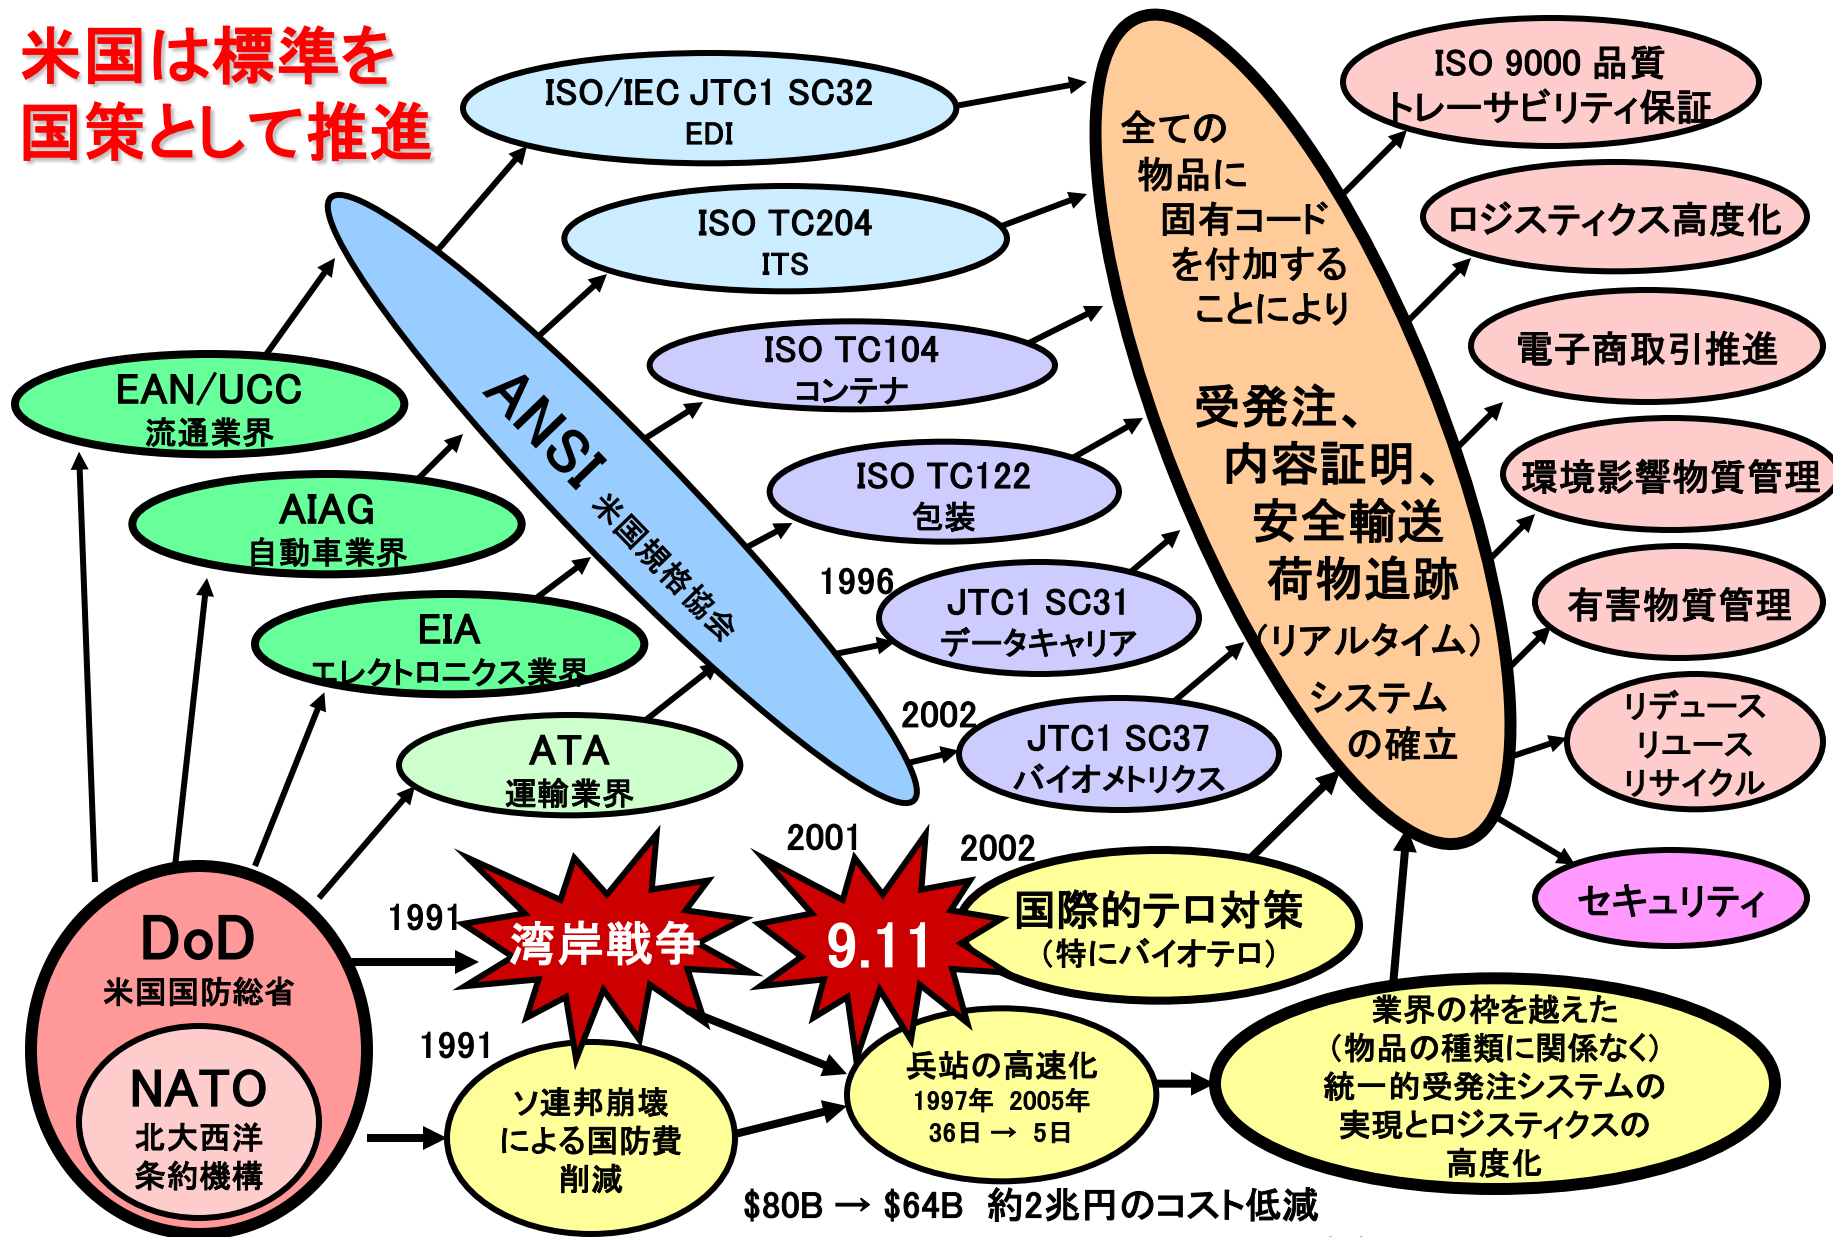 米国は標準を
国策として推進
ISO/IEC JTC1 SC32
EDI
ISO TC204
ITS
ISO TC104
コンテナ
ISO TC122
包装
1996
JTC1 SC31
データキャリア
2002
JTC1 SC37
バイオメトリクス
EAN/UCC
流通業界
AIAG
自動車業界
EIA
エレクトロニクス業界
ATA
運輸業界
ANSI 米国規格協会
全ての
物品に
固有コード
を付加する
ことにより
受発注、
内容証明、
安全輸送
荷物追跡
（リアルタイム）
システム
の確立
ISO 9000 品質
トレーサビリティ保証
ロジスティクス高度化
電子商取引推進
環境影響物質管理
有害物質管理
リデュース
リユース
リサイクル
セキュリティ
DoD
米国国防総省
NATO
北大西洋
条約機構
1991
湾岸戦争
2001
9.11
2002
国際的テロ対策
（特にバイオテロ）
1991
ソ連邦崩壊
による国防費
削減
兵站の高速化
1997年 2005年
36日 → 5日
業界の枠を越えた
（物品の種類に関係なく）
統一的受発注システムの
実現とロジスティクスの
高度化
$80B → $64B 約2兆円のコスト低減